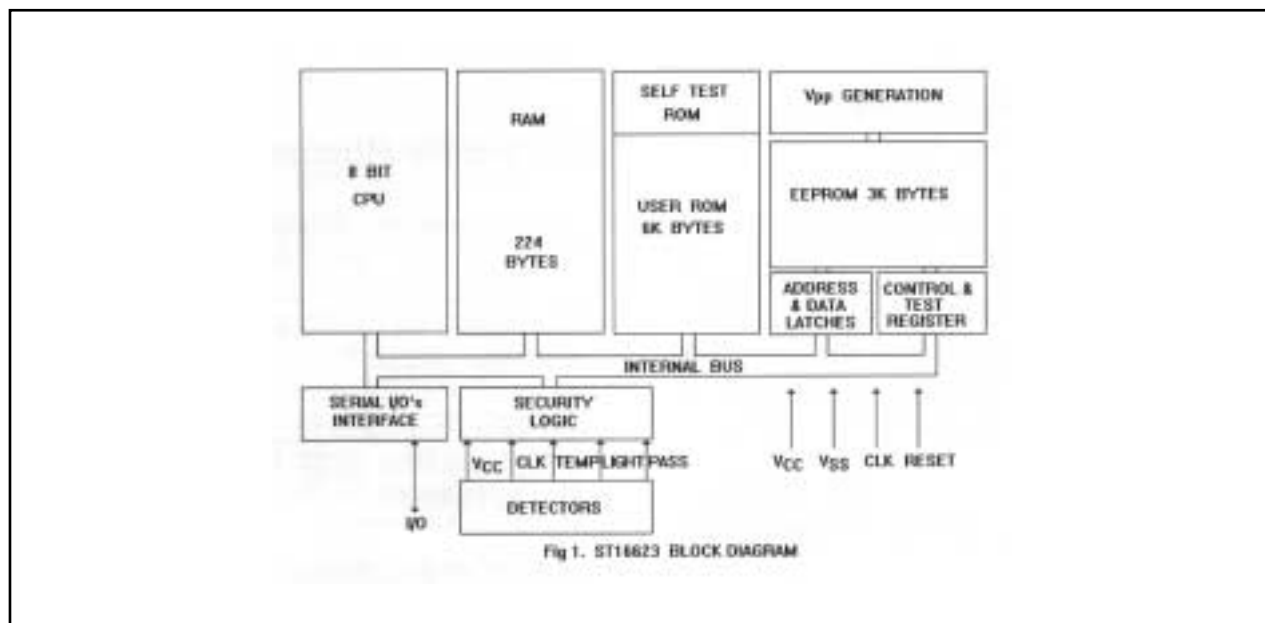 8 BIT
CPU
RAM
224
BYTES
SELF TEST
ROM
USER ROM
6K BYTES
Vpp GENERATION
EEPROM 3K BYTES
ADDRESS
& DATA
LATCHES
CONTROL &
TEST
REGISTER
INTERNAL BUS
SERIAL I/O's
INTERFACE
SECURITY
LOGIC
VCC CLK TEMP LIGHT PASS
DETECTORS
I/O
VCC VSS CLK RESET
Fig 1. ST16623 BLOCK DIAGRAM